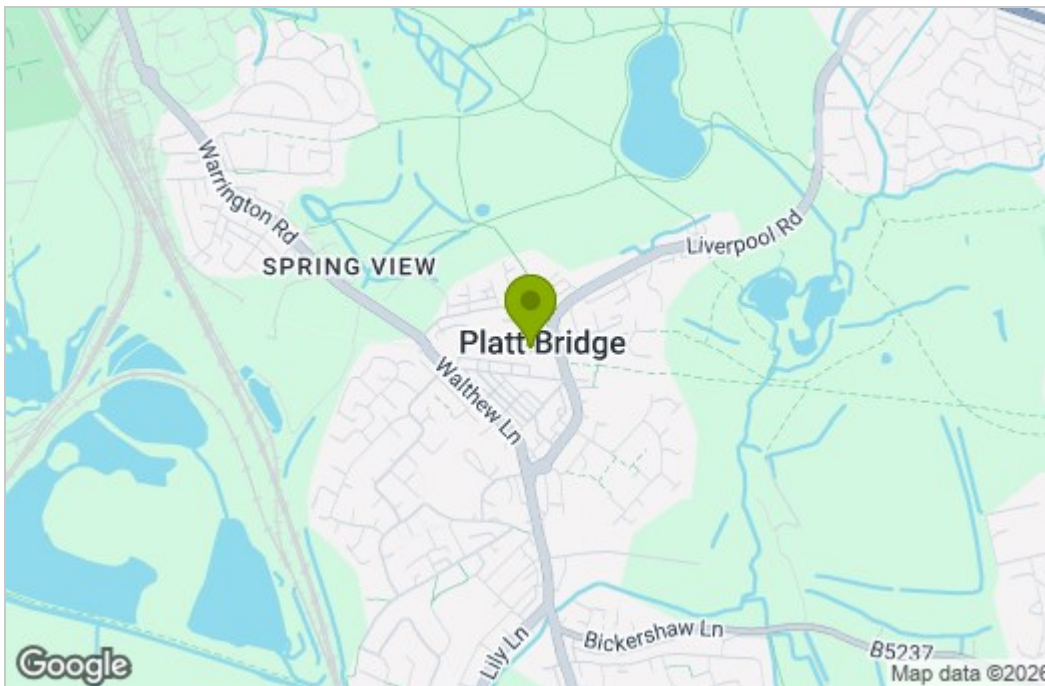 Warrington Rd
SPRING VIEW
Liverpool Rd
Platt Bridge
Walthew Ln
Lily Ln
Bickershaw Ln
B5237
Google
Map data ©2026